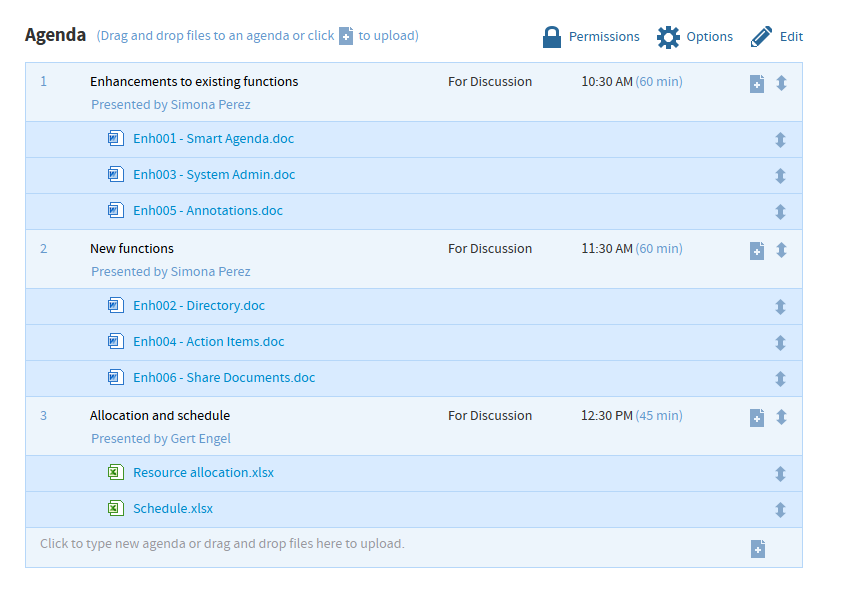 Agenda (Drag and drop files to an agenda or click to upload) Permissions Options Edit
1 Enhancements to existing functions For Discussion 10:30 AM (60 min)
Presented by Simona Perez
Enh001 - Smart Agenda.doc
Enh003 - System Admin.doc
Enh005 - Annotations.doc
2 New functions For Discussion 11:30 AM (60 min)
Presented by Simona Perez
Enh002 - Directory.doc
Enh004 - Action Items.doc
Enh006 - Share Documents.doc
3 Allocation and schedule For Discussion 12:30 PM (45 min)
Presented by Gert Engel
Resource allocation.xlsx
Schedule.xlsx
Click to type new agenda or drag and drop files here to upload.